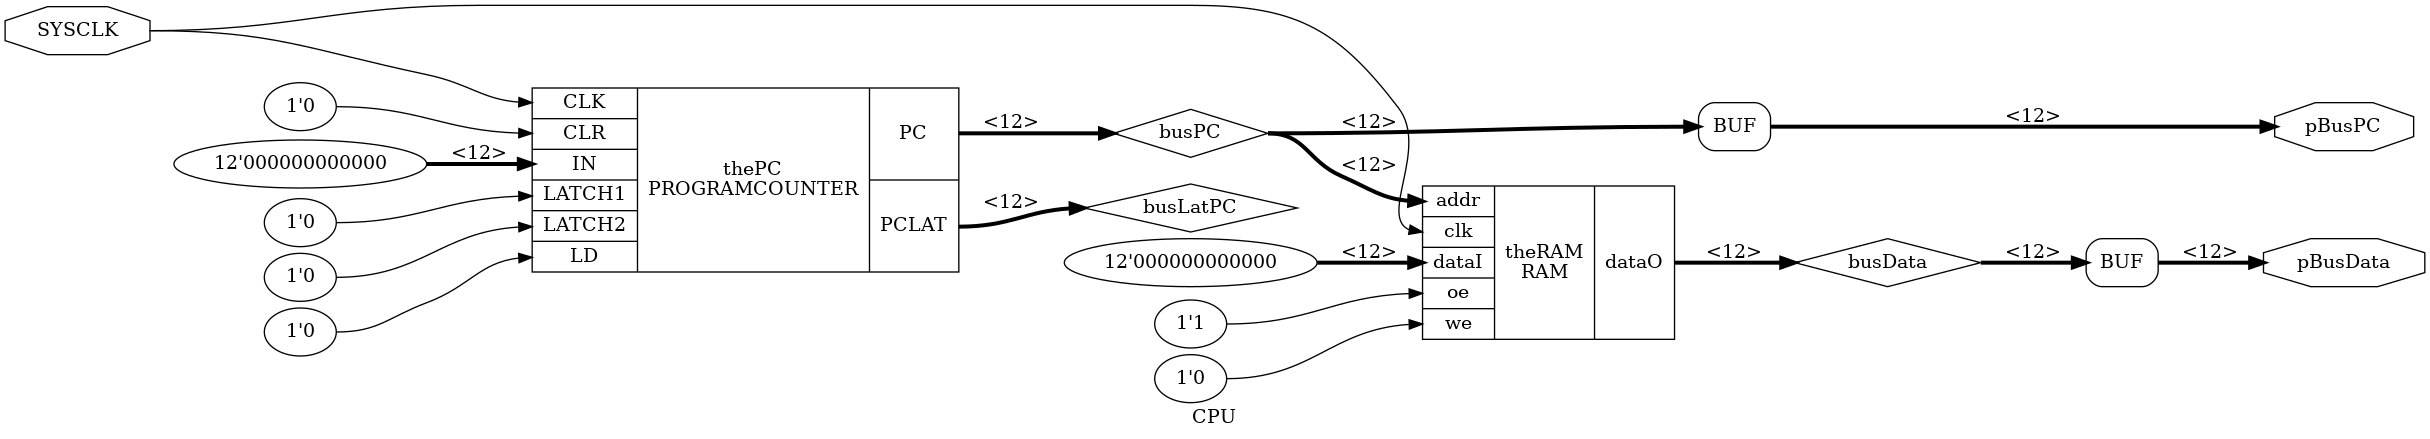 SYSCLK
1'0
<12>
12'000000000000
1'0
1'0
1'0
CLK
CLR
IN
LATCH1
LATCH2
LD
thePC
PROGRAMCOUNTER
PC
PCLAT
<12>
<12>
busPC
busLatPC
<12>
<12>
<12>
12'000000000000
1'1
1'0
addr
clk
dataI
oe
we
theRAM
RAM
dataO
BUF
<12>
<12>
busData
<12>
BUF
<12>
pBusPC
pBusData
CPU